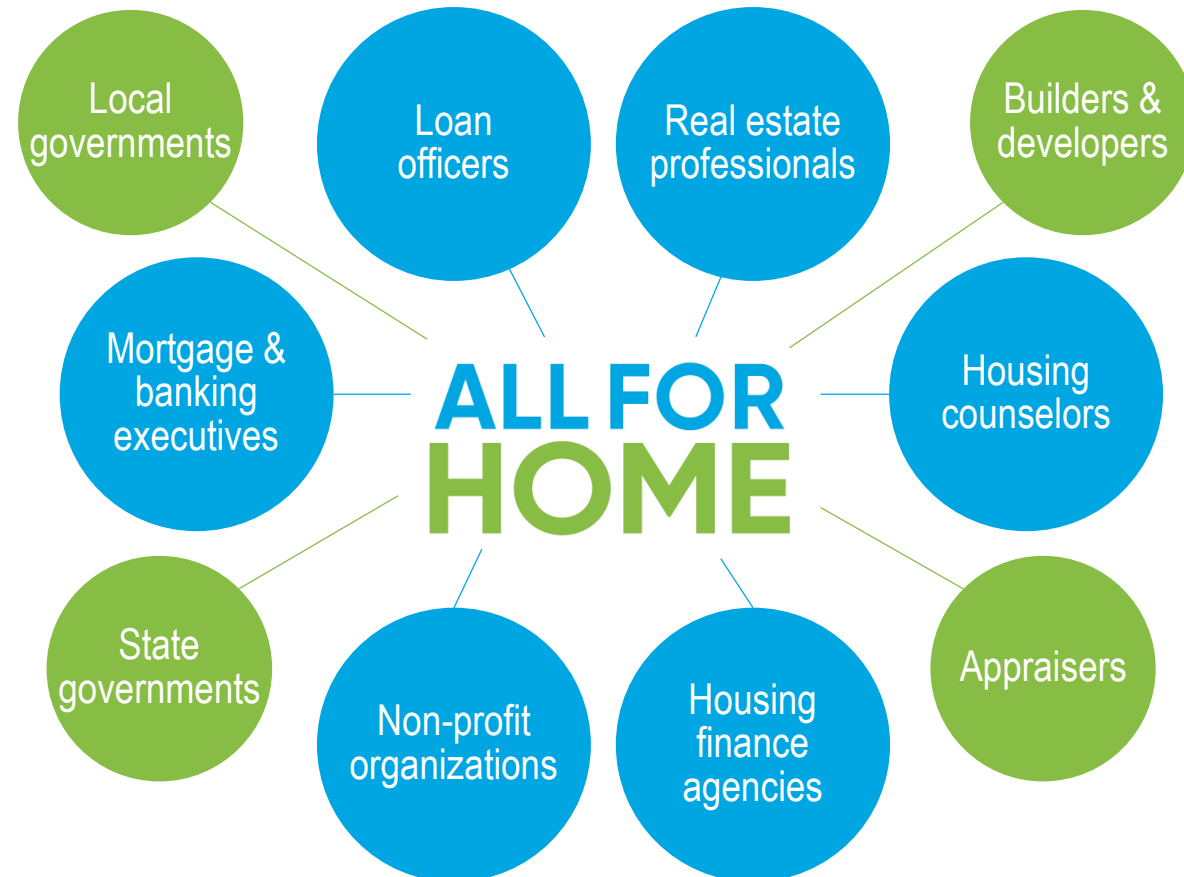 Local
governments
Loan
officers
Real estate
professionals
Builders &
developers
Mortgage &
banking
executives
ALL FOR
HOME
Housing
counselors
State
governments
Non-profit
organizations
Housing
finance
agencies
Appraisers